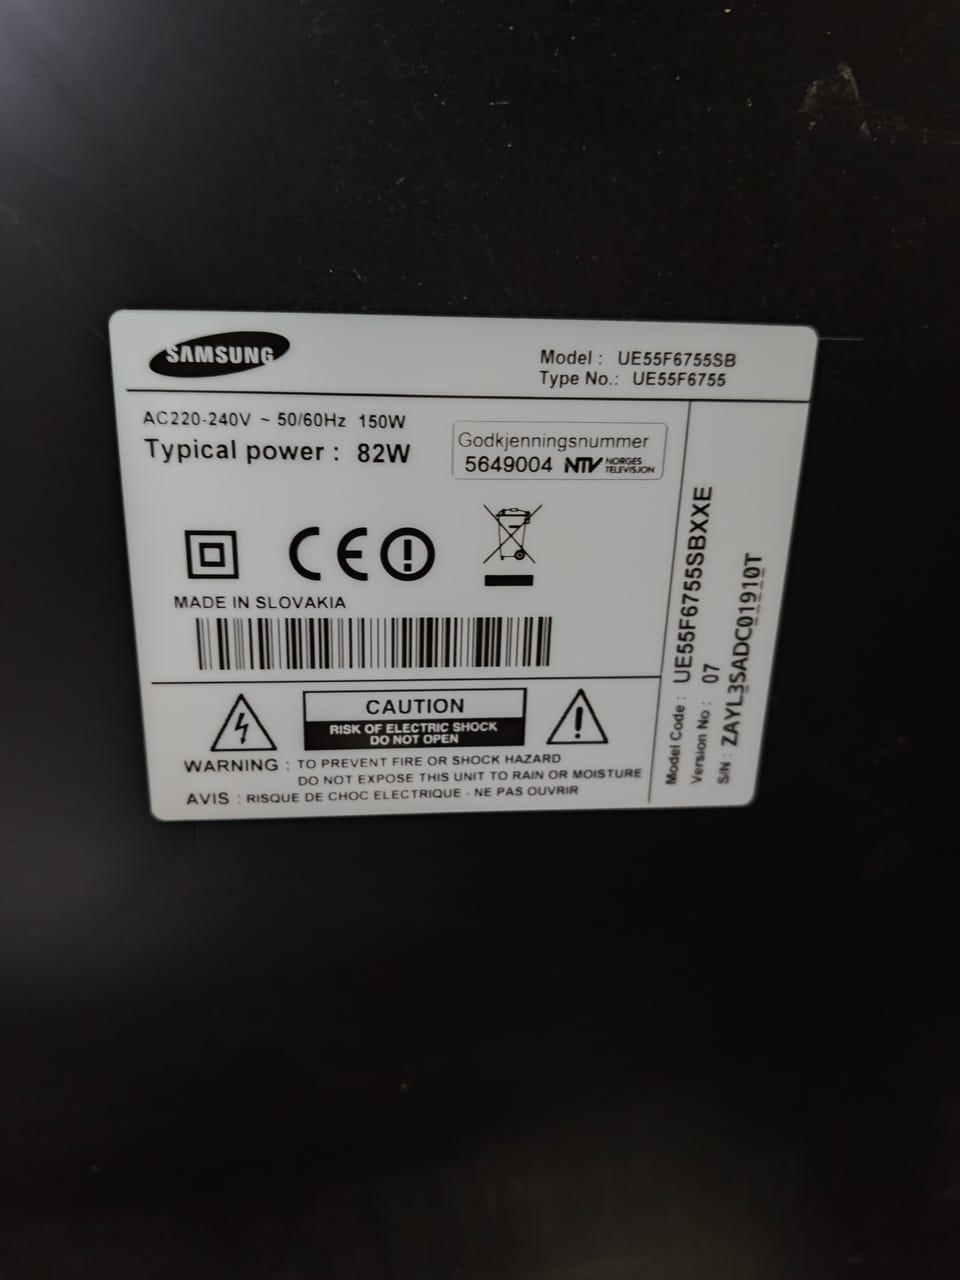 SAMSUNG
Model : UE55F6755SB
Type No.: UE55F6755
AC220-240V ~ 50/60Hz 150W
Typical power : 82W
Godkjenningsnummer
5649004 NTV NORGES TELEVISJON
CE
MADE IN SLOVAKIA
CAUTION
RISK OF ELECTRIC SHOCK
DO NOT OPEN
WARNING : TO PREVENT FIRE OR SHOCK HAZARD
DO NOT EXPOSE THIS UNIT TO RAIN OR MOISTURE
AVIS : RISQUE DE CHOC ELECTRIQUE - NE PAS OUVRIR
Model Code : UE55F6755SBXXE
Version No : 07
S/N : ZAYL3SADC01910T